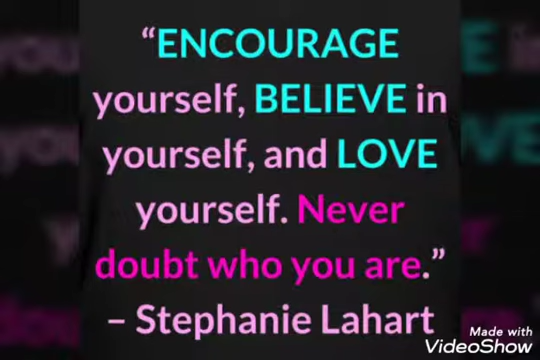 “ENCOURAGE
yourself, BELIEVE in
yourself, and LOVE
yourself. Never
doubt who you are.”
– Stephanie Lahart
Made with
VideoShow